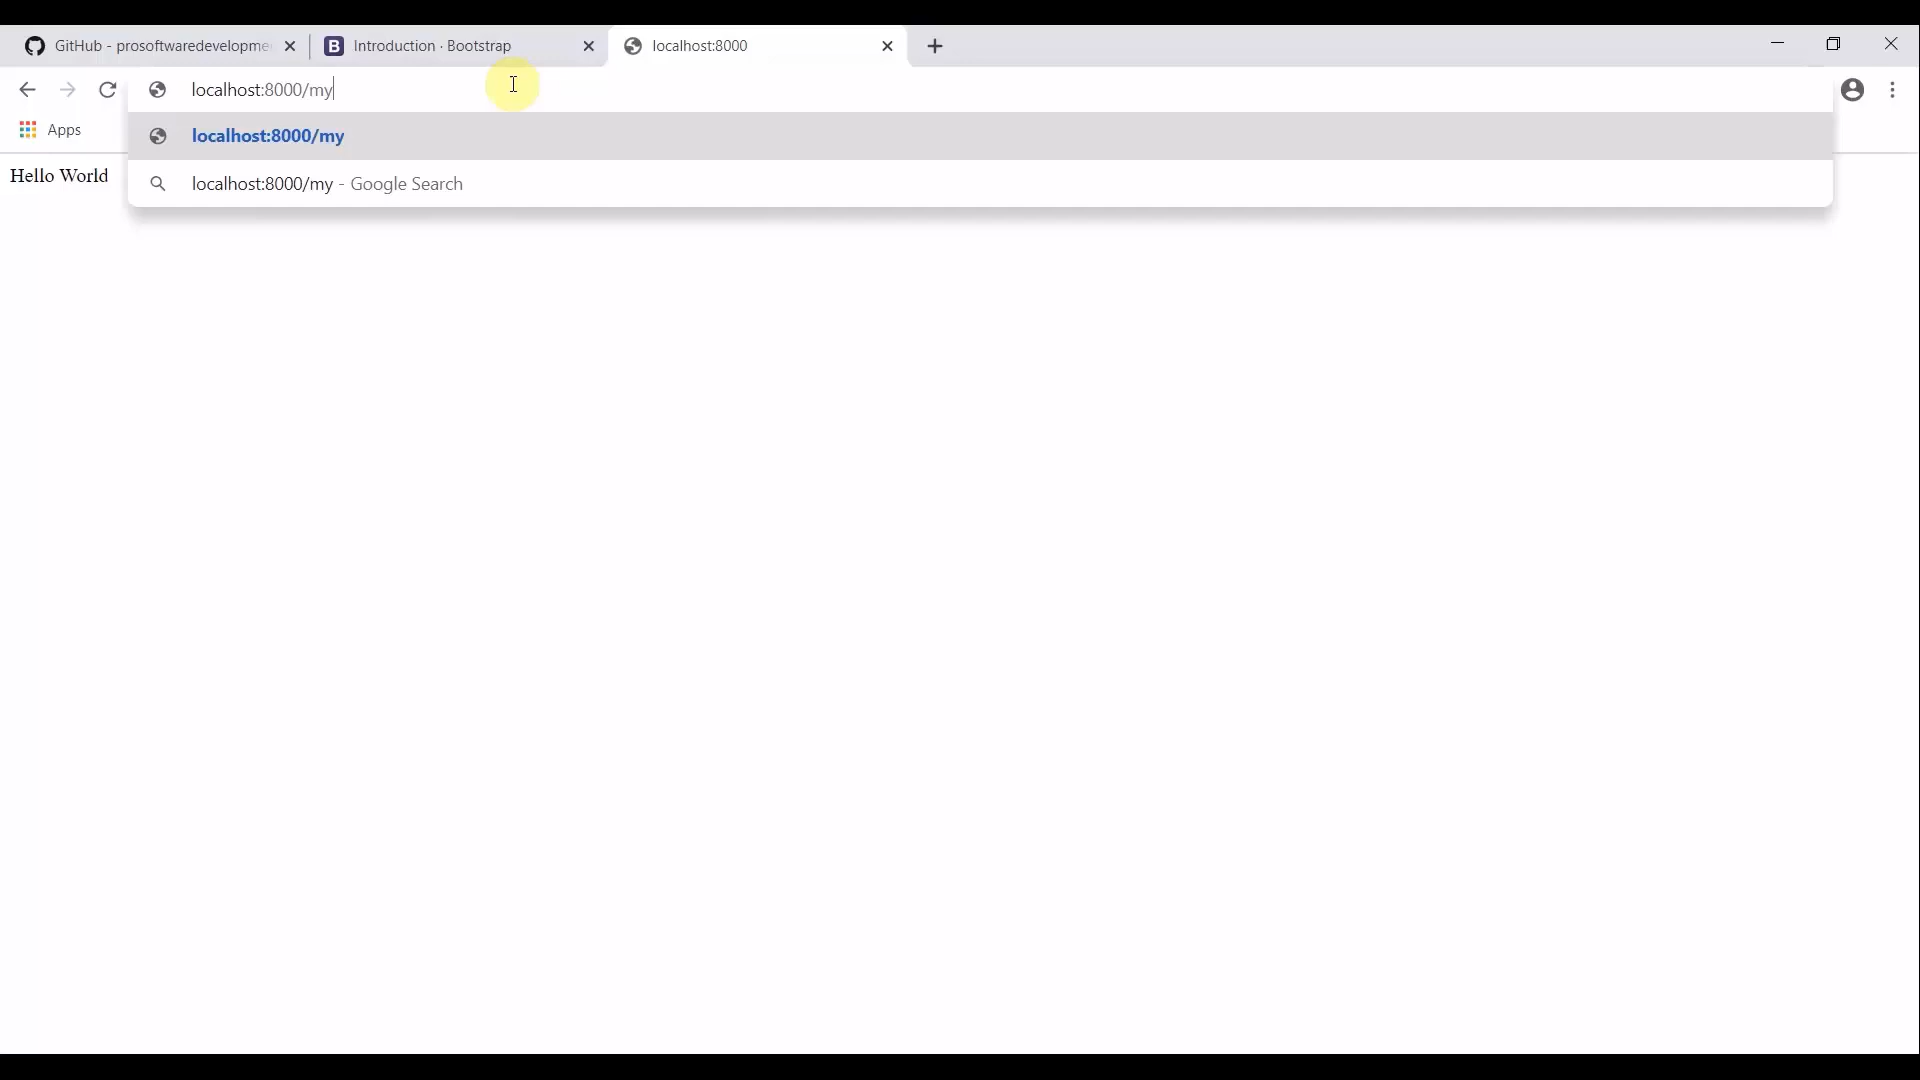 GitHub - prosoftwaredevelopme
B Introduction · Bootstrap
localhost:8000
localhost:8000/my
Apps
localhost:8000/my
Hello World
localhost:8000/my - Google Search